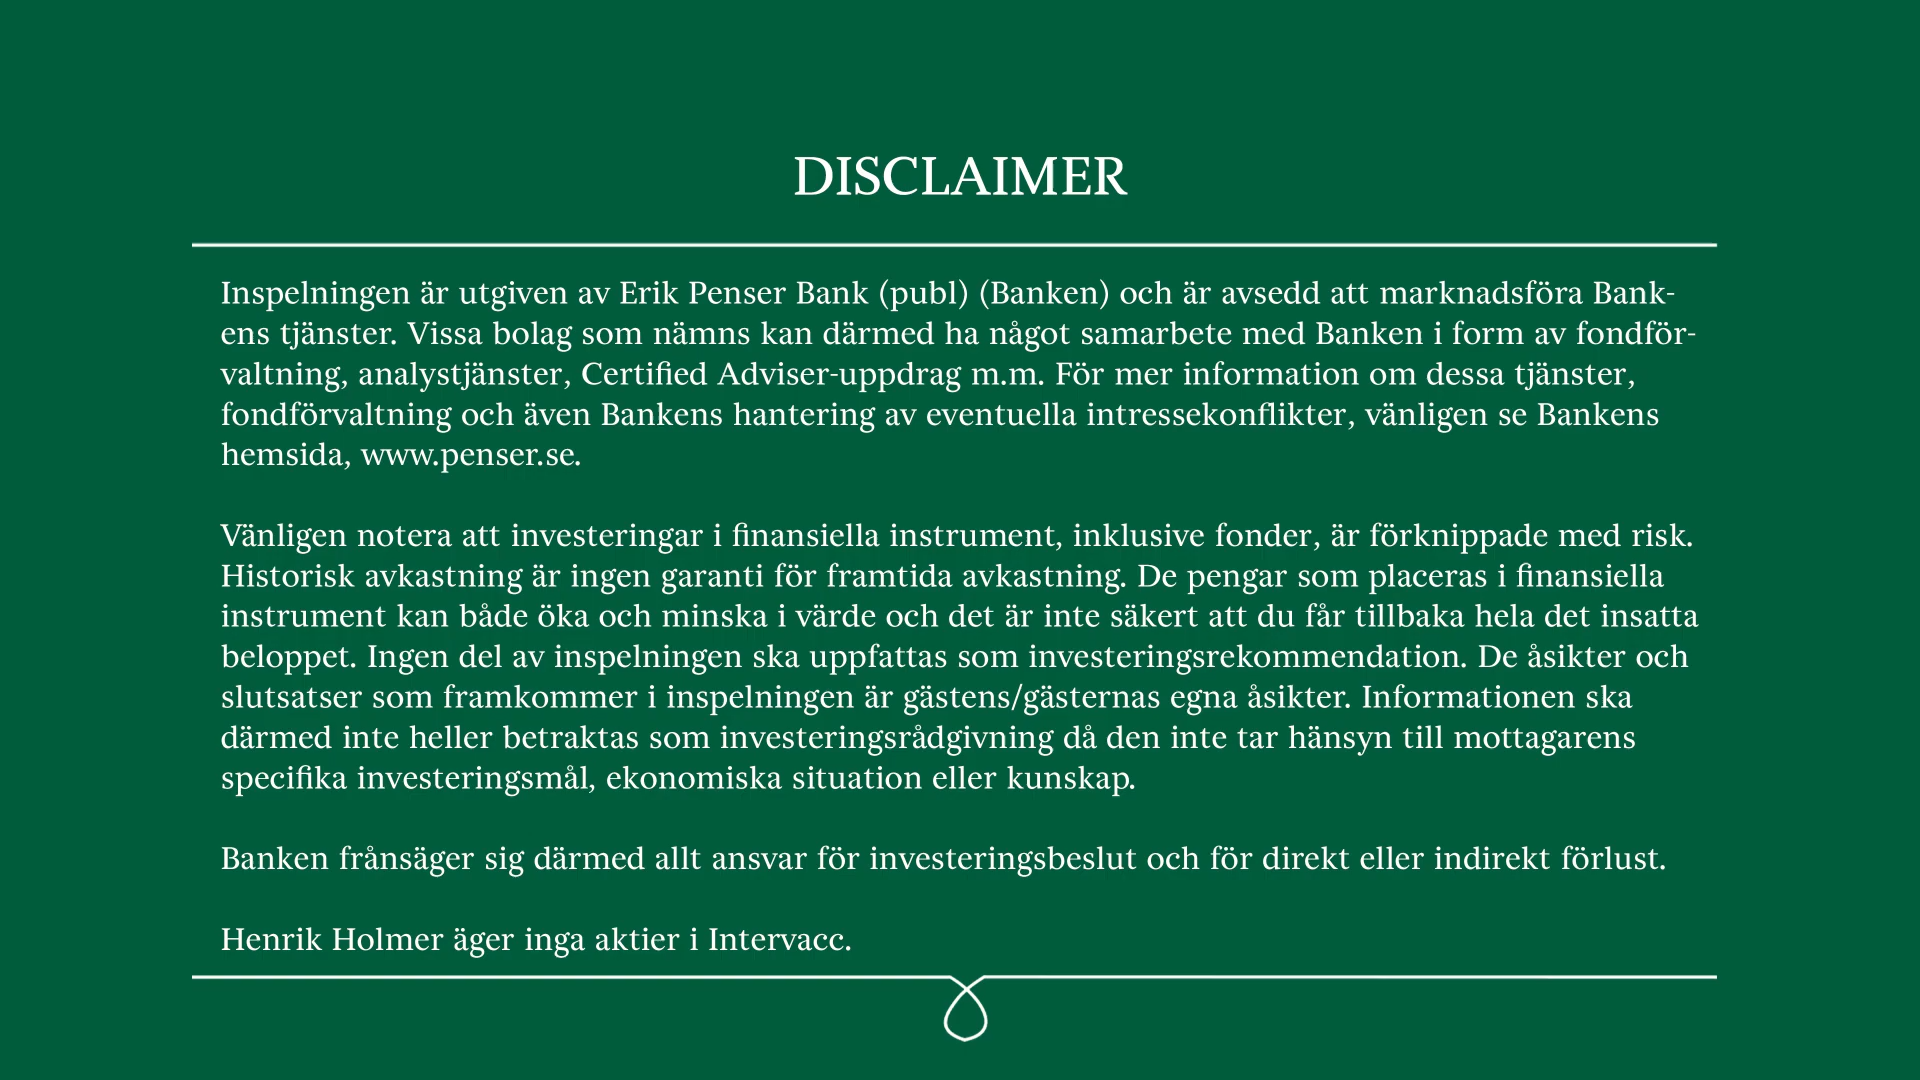 DISCLAIMER
Inspelningen är utgiven av Erik Penser Bank (publ) (Banken) och är avsedd att marknadsföra Bank-
ens tjänster. Vissa bolag som nämns kan därmed ha något samarbete med Banken i form av fondför-
valtning, analystjänster, Certified Adviser-uppdrag m.m. För mer information om dessa tjänster,
fondförvaltning och även Bankens hantering av eventuella intressekonflikter, vänligen se Bankens
hemsida, www.penser.se.
Vänligen notera att investeringar i finansiella instrument, inklusive fonder, är förknippade med risk.
Historisk avkastning är ingen garanti för framtida avkastning. De pengar som placeras i finansiella
instrument kan både öka och minska i värde och det är inte säkert att du får tillbaka hela det insatta
beloppet. Ingen del av inspelningen ska uppfattas som investeringsrekommendation. De åsikter och
slutsatser som framkommer i inspelningen är gästens/gästernas egna åsikter. Informationen ska
därmed inte heller betraktas som investeringsrådgivning då den inte tar hänsyn till mottagarens
specifika investeringsmål, ekonomiska situation eller kunskap.
Banken frånsäger sig därmed allt ansvar för investeringsbeslut och för direkt eller indirekt förlust.
Henrik Holmer äger inga aktier i Intervacc.